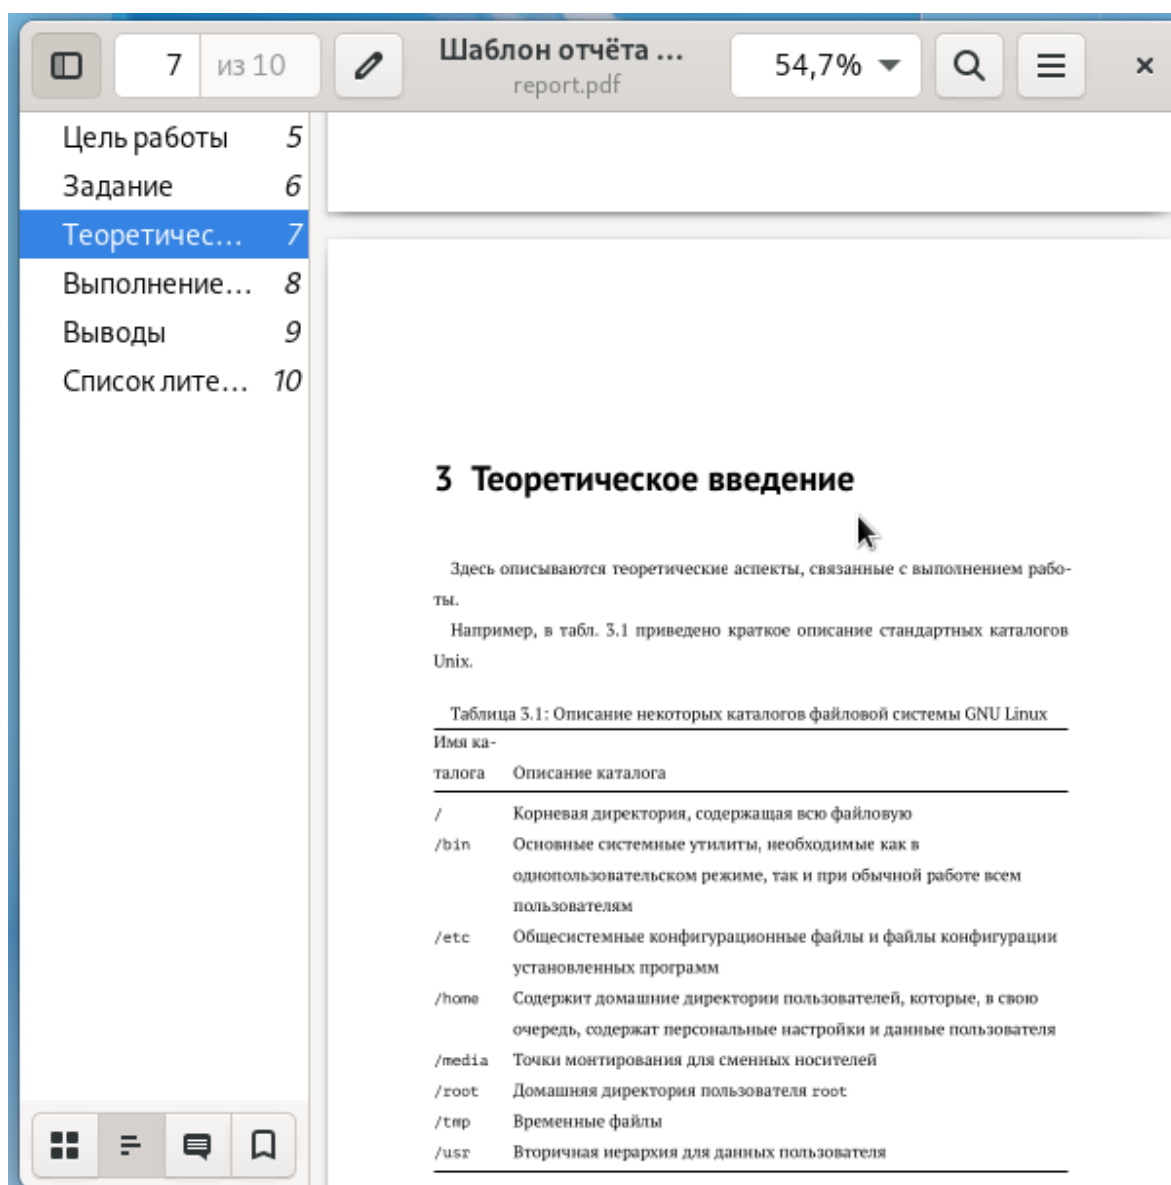 7 из 10
Шаблон отчёта ...
report.pdf
54,7%
Цель работы 5
Задание 6
Теоретичес... 7
Выполнение... 8
Выводы 9
Список лите... 10
3 Теоретическое введение
Здесь описываются теоретические аспекты, связанные с выполнением рабо-
ты.
Например, в табл. 3.1 приведено краткое описание стандартных каталогов
Unix.
Таблица 3.1: Описание некоторых каталогов файловой системы GNU Linux
Имя ка-
талога Описание каталога
/ Корневая директория, содержащая всю файловую
/bin Основные системные утилиты, необходимые как в
однопользовательском режиме, так и при обычной работе всем
пользователям
/etc Общесистемные конфигурационные файлы и файлы конфигурации
установленных программ
/home Содержит домашние директории пользователей, которые, в свою
очередь, содержат персональные настройки и данные пользователя
/media Точки монтирования для сменных носителей
/root Домашняя директория пользователя root
/tmp Временные файлы
/usr Вторичная иерархия для данных пользователя